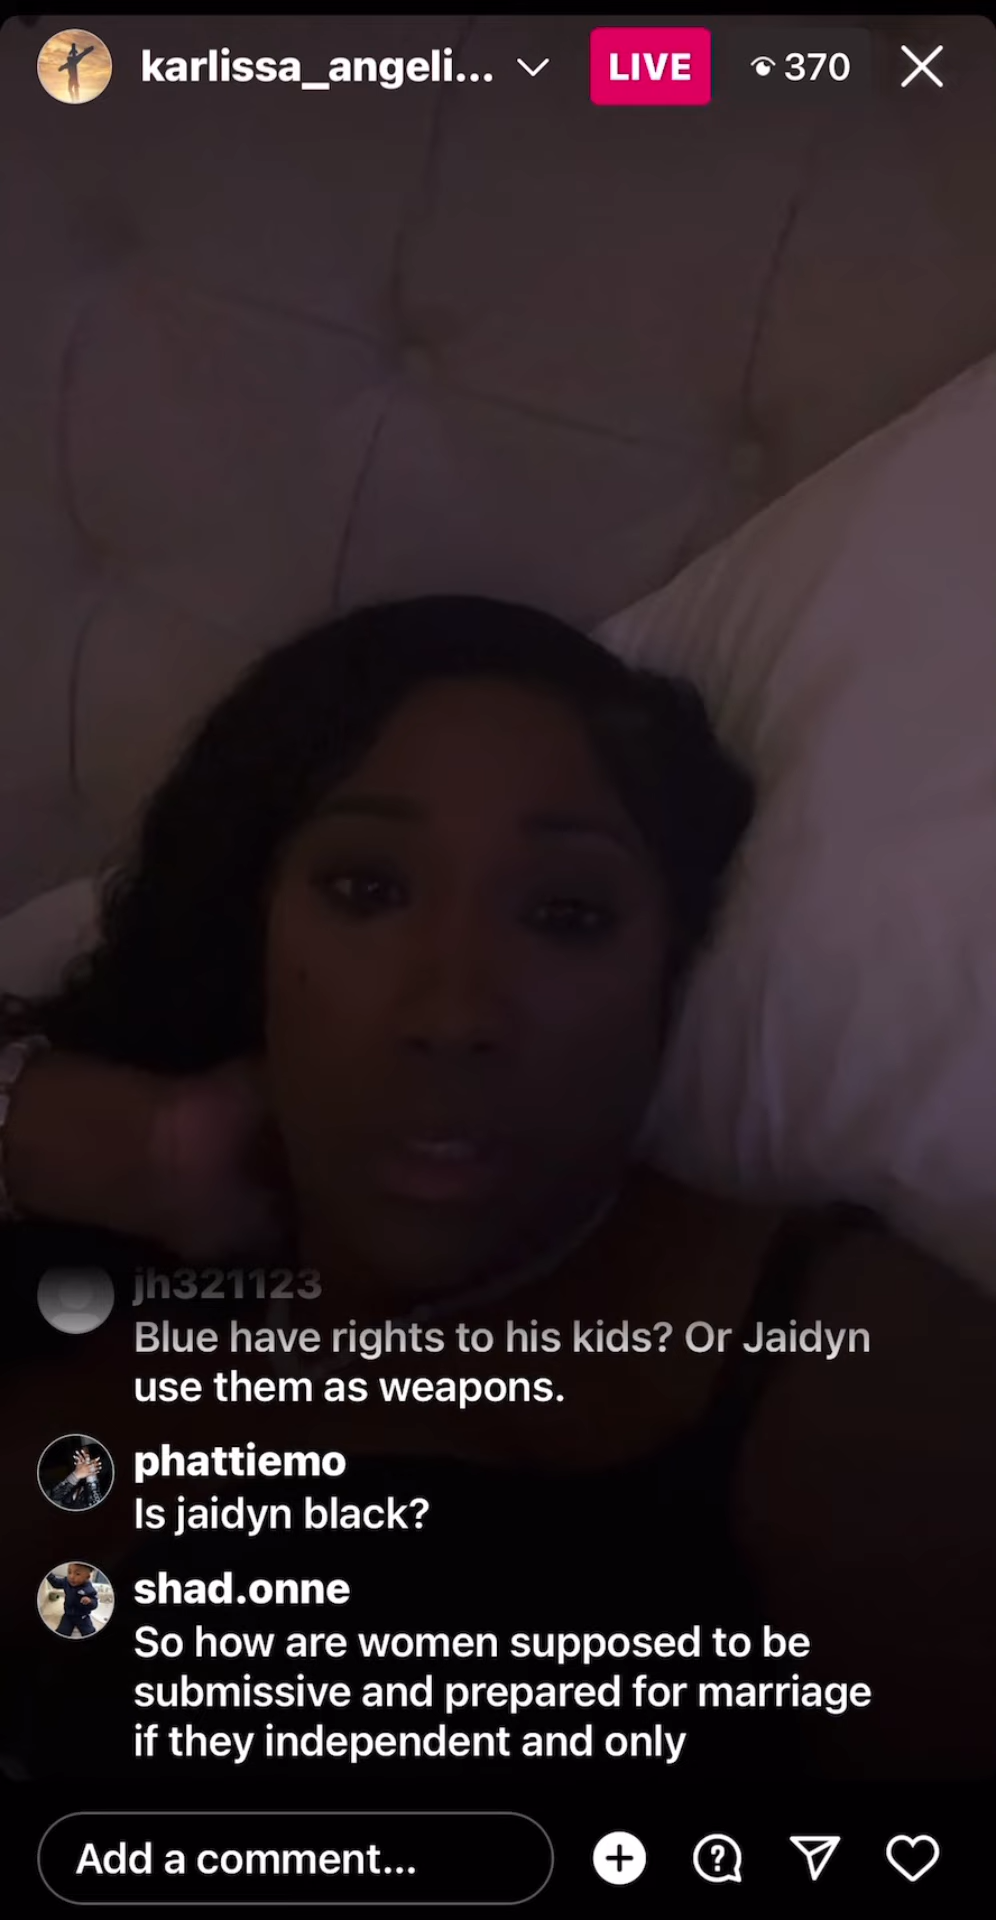 karlissa_angeli...
LIVE
370
jh321123
Blue have rights to his kids? Or Jaidyn
use them as weapons.
phattiemo
Is jaidyn black?
shad.onne
So how are women supposed to be
submissive and prepared for marriage
if they independent and only
Add a comment...